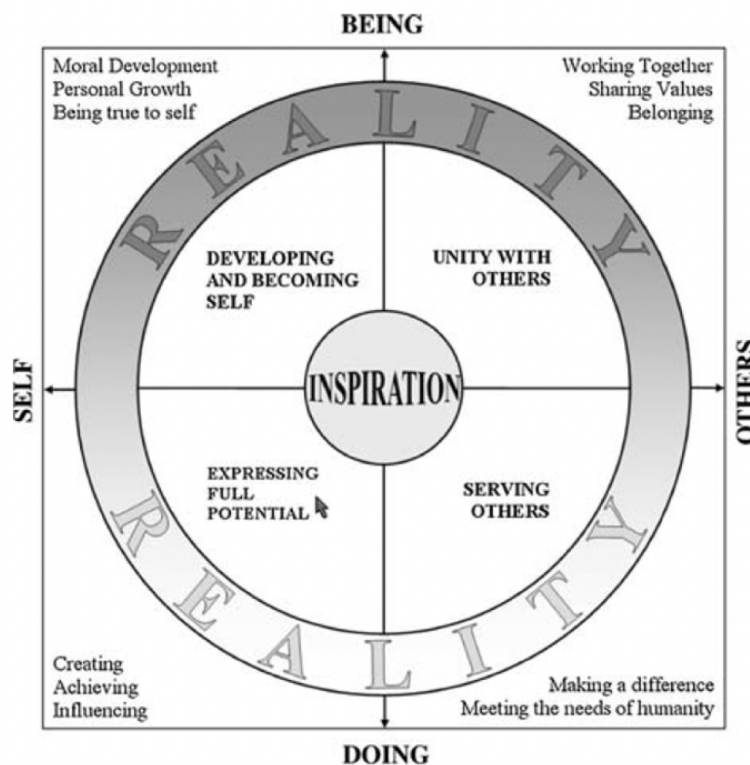 BEING
Moral Development
Personal Growth
Being true to self
Working Together
Sharing Values
Belonging
REALITY
DEVELOPING
AND BECOMING
SELF
UNITY WITH
OTHERS
SELF
INSPIRATION
OTHERS
EXPRESSING
FULL
POTENTIAL
SERVING
OTHERS
REALITY
Creating
Achieving
Influencing
Making a difference
Meeting the needs of humanity
DOING